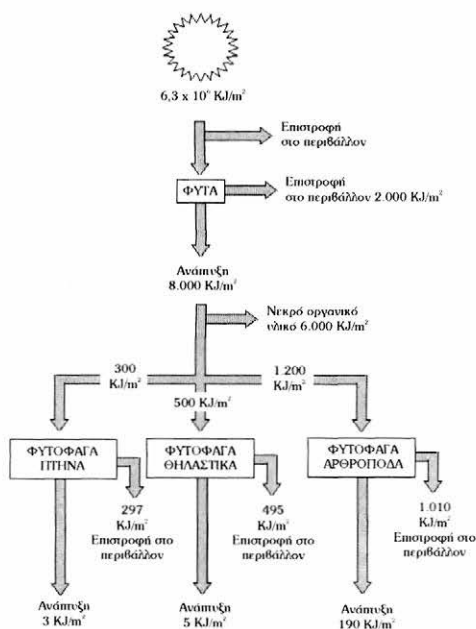 6,3 x 10⁶ KJ/m²
Επιστροφή
στο περιβάλλον
ΦΥΤΑ
Επιστροφή
στο περιβάλλον 2.000 KJ/m²
Ανάπτυξη
8.000 KJ/m²
Νεκρό οργανικό
υλικό 6.000 KJ/m²
300
KJ/m²
500 KJ/m²
1.200
KJ/m²
ΦΥΤΟΦΑΓΑ
ΠΤΗΝΑ
ΦΥΤΟΦΑΓΑ
ΘΗΛΑΣΤΙΚΑ
ΦΥΤΟΦΑΓΑ
ΑΡΘΡΟΠΟΔΑ
297
KJ/m²
Επιστροφή στο
περιβάλλον
495
KJ/m²
Επιστροφή στο
περιβάλλον
1.010
KJ/m²
Επιστροφή στο
περιβάλλον
Ανάπτυξη
3 KJ/m²
Ανάπτυξη
5 KJ/m²
Ανάπτυξη
190 KJ/m²